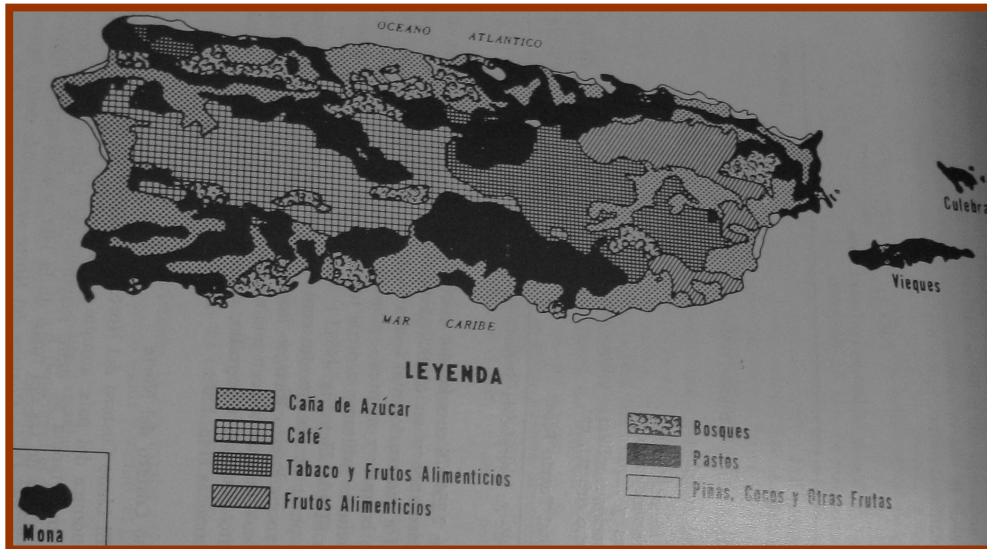 OCEANO ATLANTICO
Culebra
Vieques
MAR CARIBE
LEYENDA
Caña de Azúcar
Café
Tabaco y Frutos Alimenticios
Frutos Alimenticios
Bosques
Pastos
Piñas, Cocos y Otras Frutas
Mona